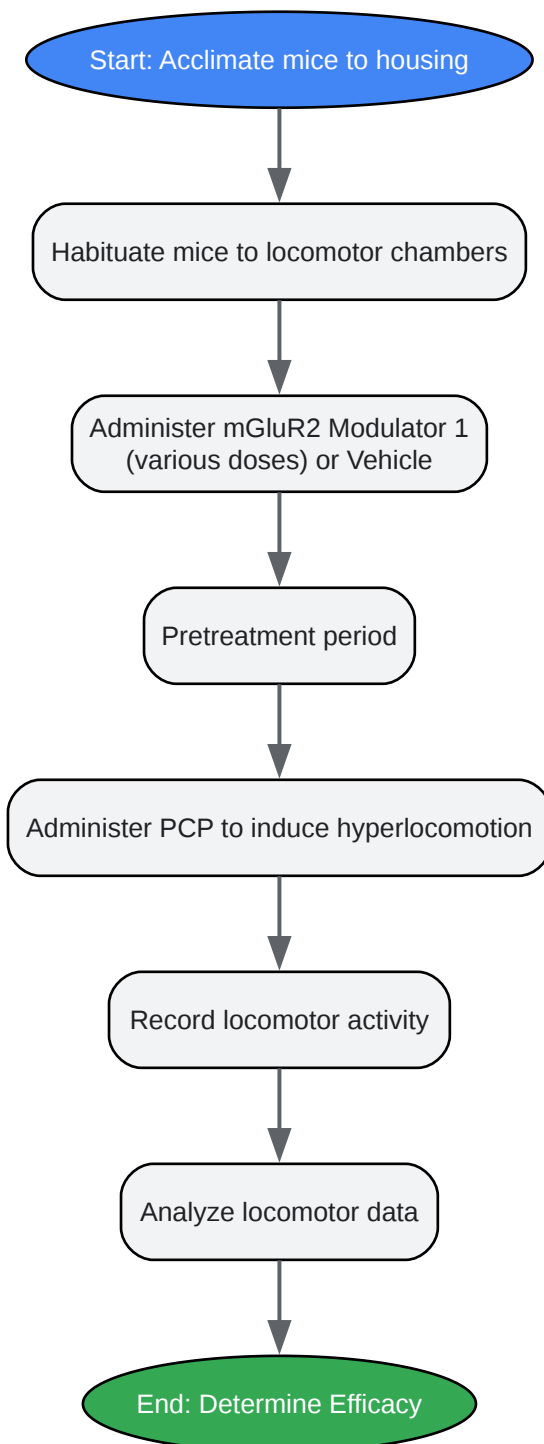 Start: Acclimate mice to housing
Habituate mice to locomotor chambers
Administer mGluR2 Modulator 1
(various doses) or Vehicle
Pretreatment period
Administer PCP to induce hyperlocomotion
Record locomotor activity
Analyze locomotor data
End: Determine Efficacy